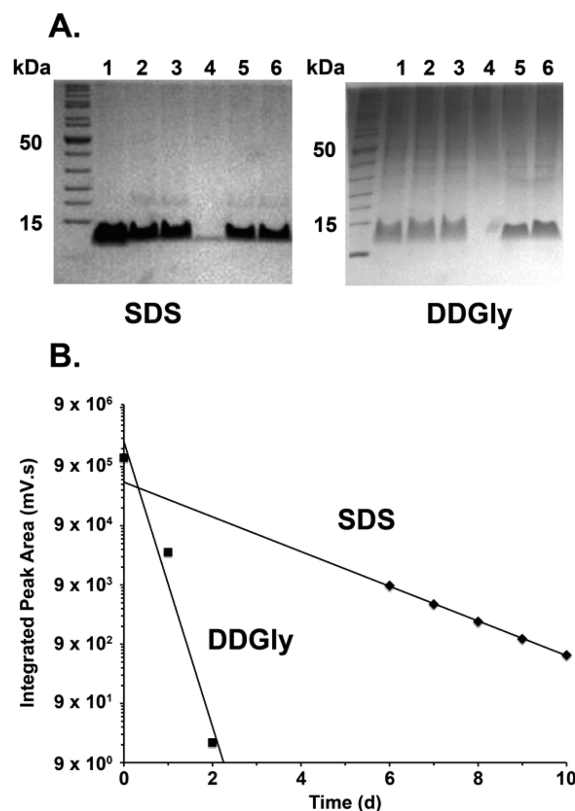 A.
kDa 1 2 3 4 5 6 kDa 1 2 3 4 5 6
50 50
15 15
SDS DDGly
B.
Integrated Peak Area (mV.s)
9 x 10⁶
9 x 10⁵
9 x 10⁴
9 x 10³
9 x 10²
9 x 10¹
9 x 10⁰
SDS
DDGly
0 2 4 6 8 10
Time (d)